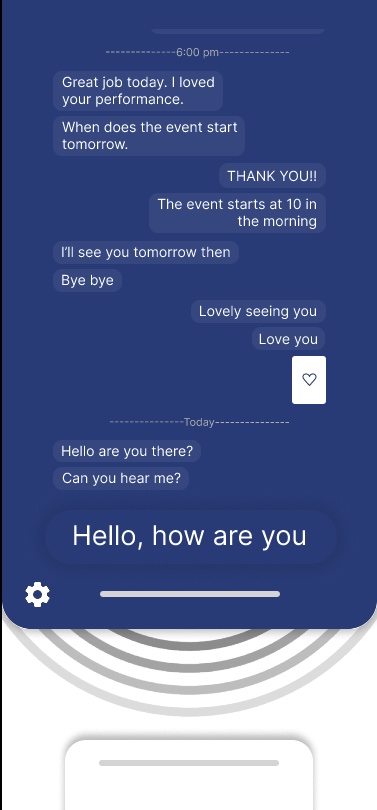 6:00 pm
Great job today. I loved
your performance.
When does the event start
tomorrow.
THANK YOU!!
The event starts at 10 in
the morning
I'll see you tomorrow then
Bye bye
Lovely seeing you
Love you
Today
Hello are you there?
Can you hear me?
Hello, how are you